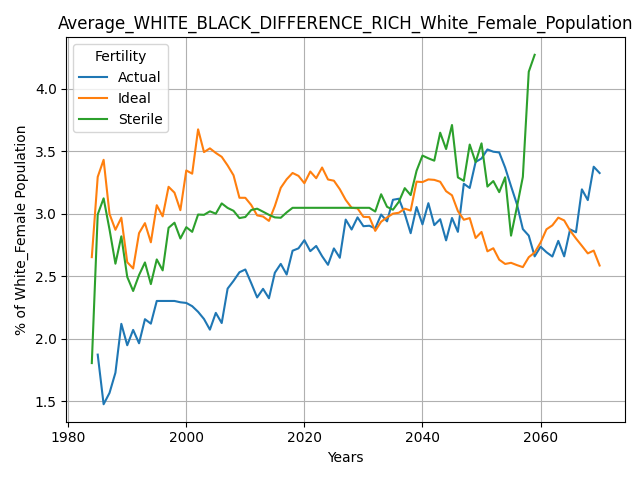 Average_WHITE_BLACK_DIFFERENCE_RICH_White_Female_Population
Fertility
Actual
Ideal
Sterile
% of White_Female Population
4.0
3.5
3.0
2.5
2.0
1.5
1980
2000
2020
2040
2060
Years